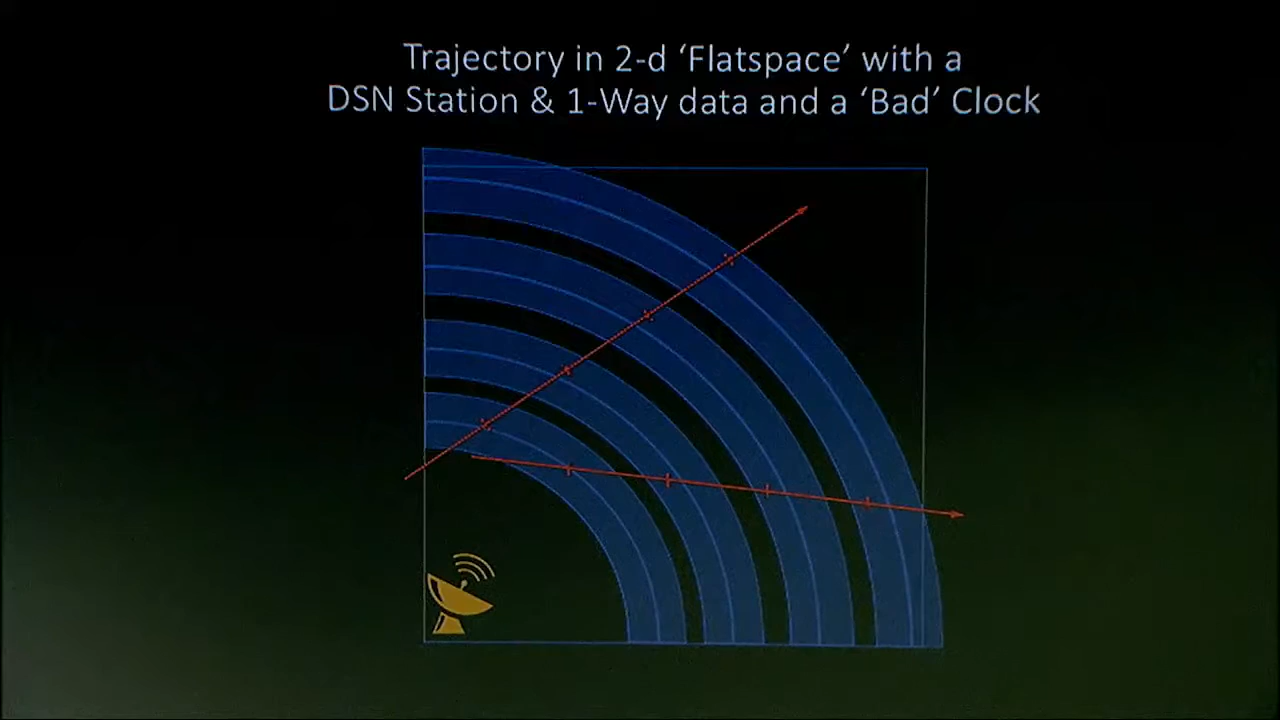 Trajectory in 2-d ‘Flatspace’ with a
DSN Station & 1-Way data and a ‘Bad’ Clock